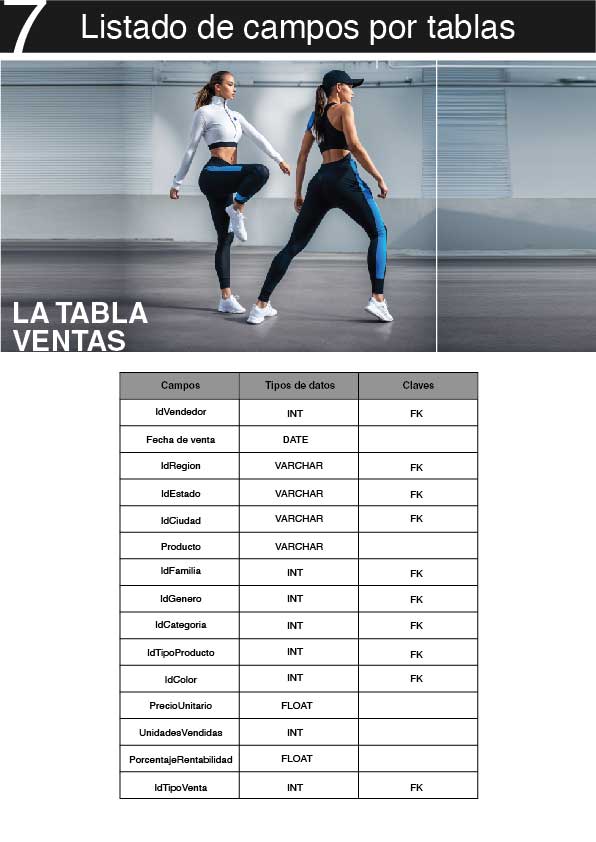 7 Listado de campos por tablas
LA TABLA
VENTAS
Campos Tipos de datos Claves
IdVendedor INT FK
Fecha de venta DATE
IdRegion VARCHAR FK
IdEstado VARCHAR FK
IdCiudad VARCHAR FK
Producto VARCHAR
IdFamilia INT FK
IdGenero INT FK
IdCategoria INT FK
IdTipoProducto INT FK
IdColor INT FK
PrecioUnitario FLOAT
UnidadesVendidas INT
PorcentajeRentabilidad FLOAT
IdTipoVenta INT FK